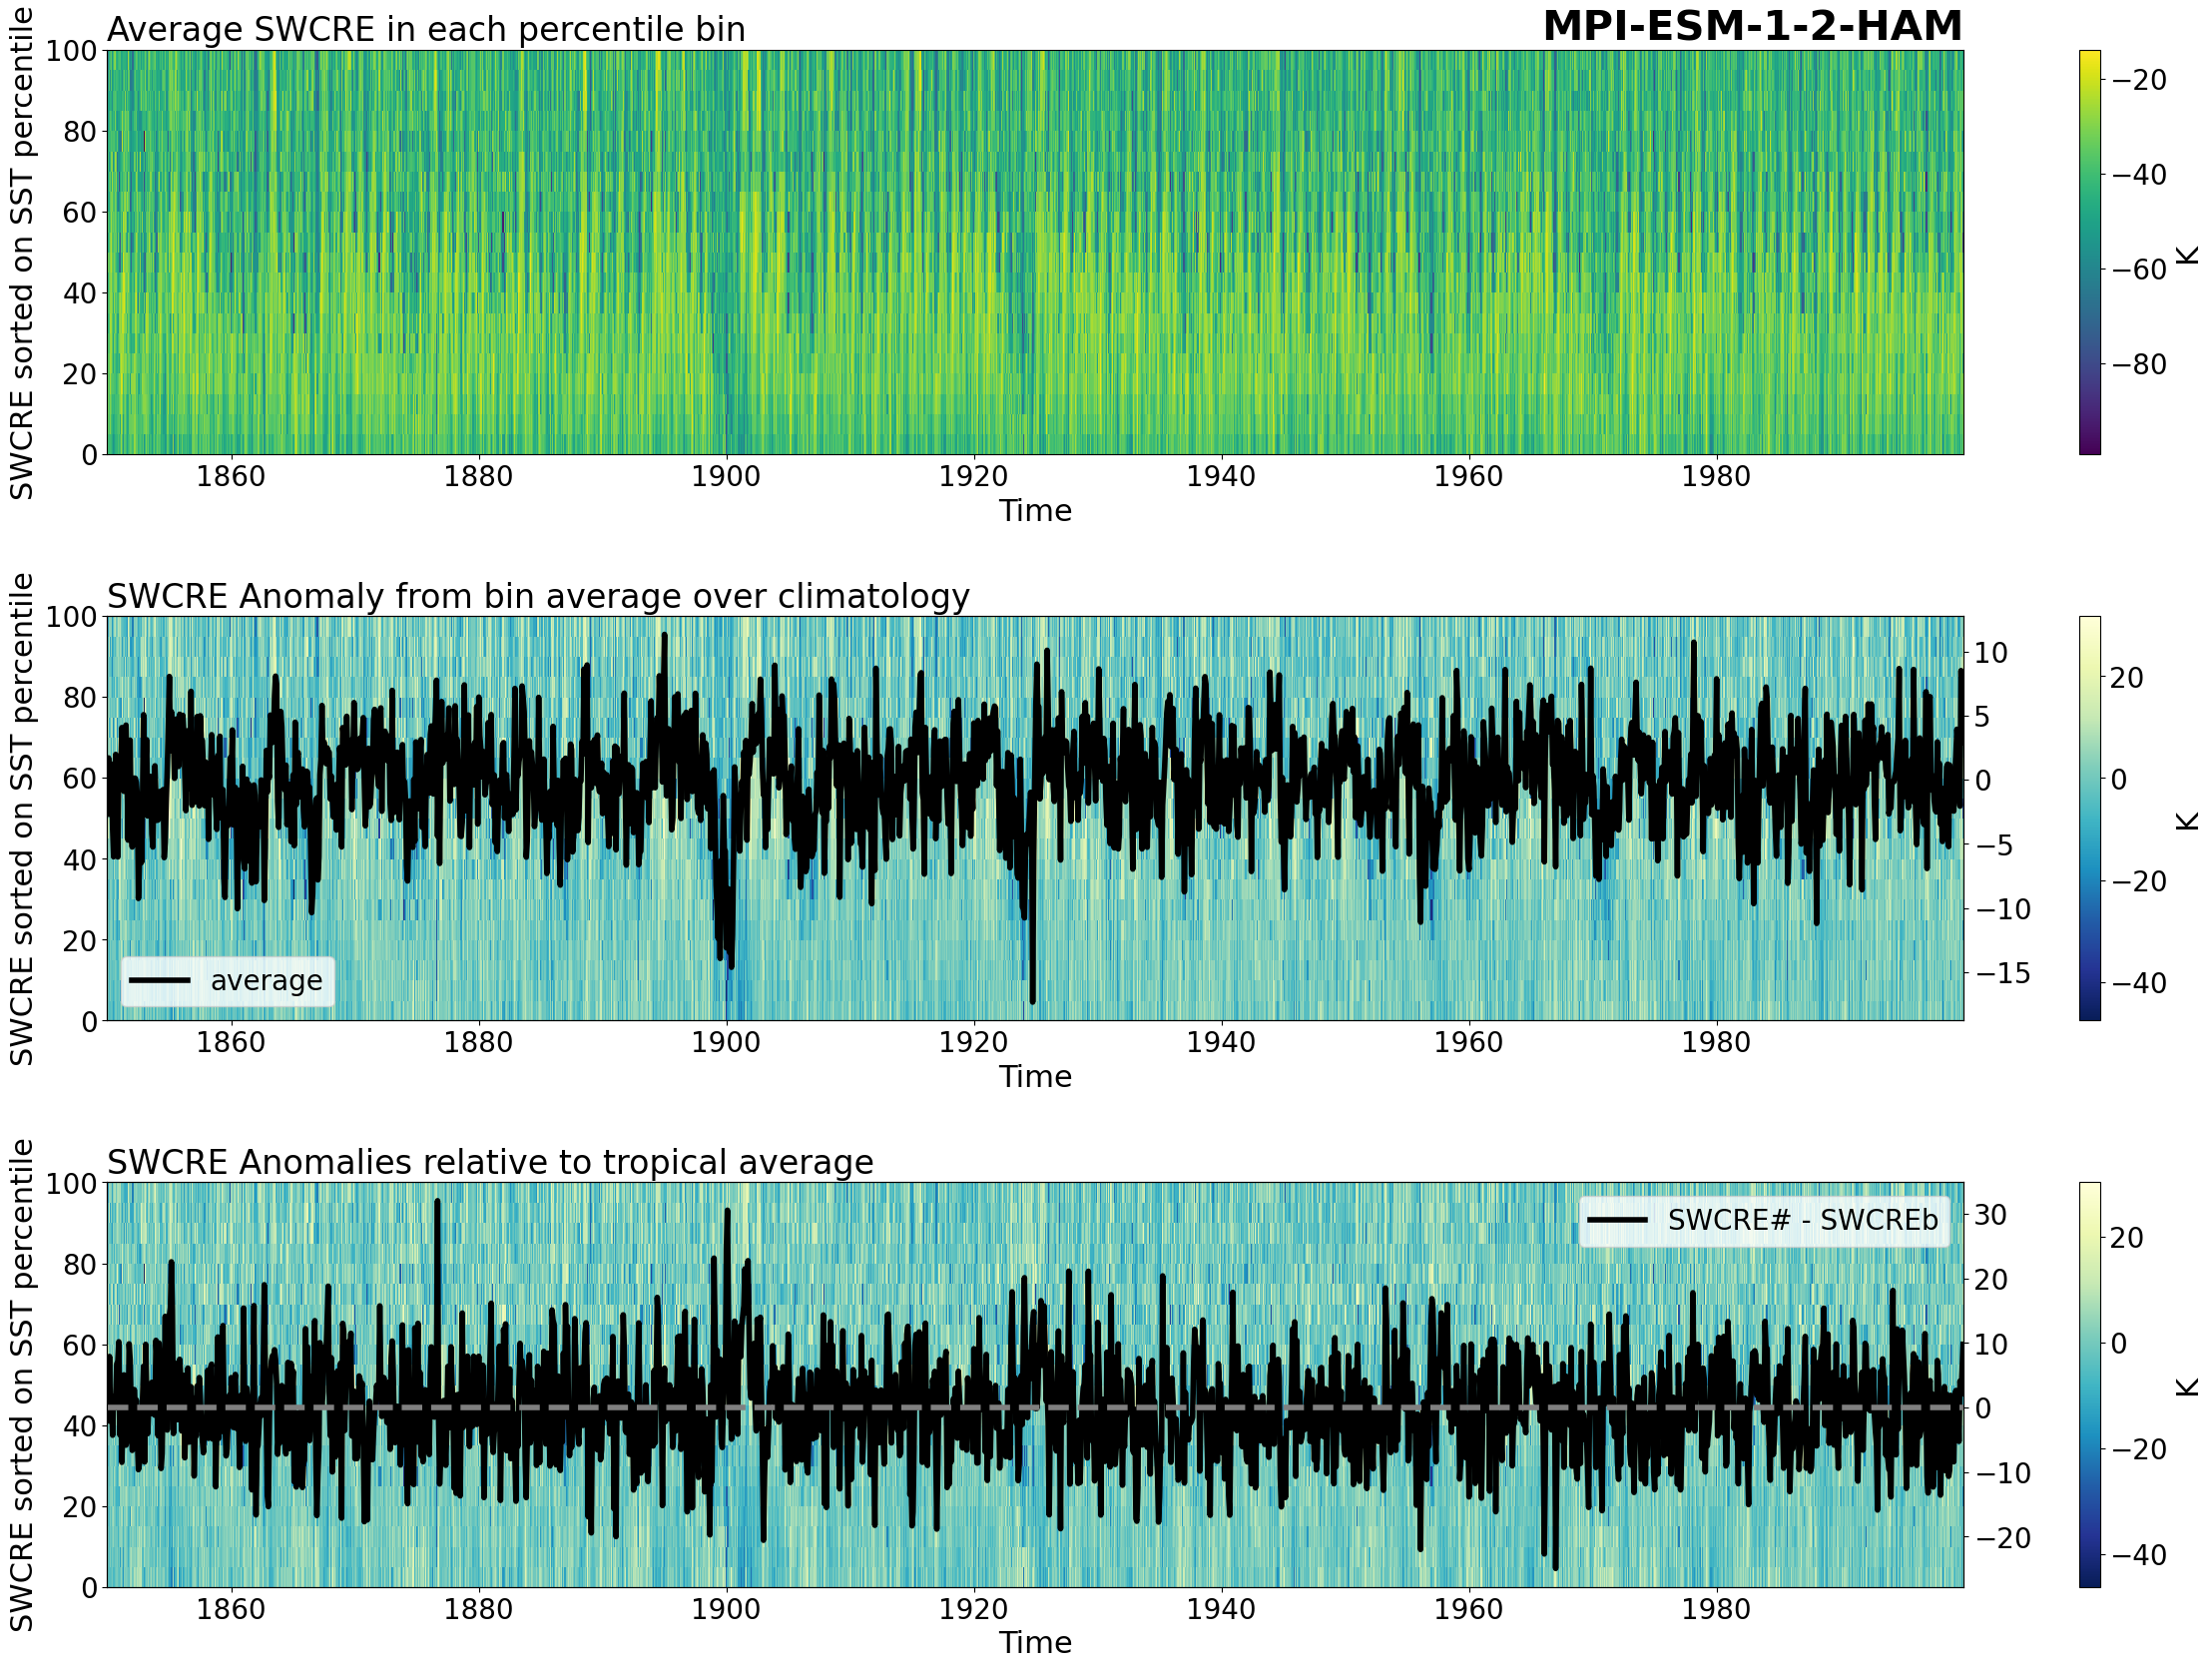 Average SWCRE in each percentile bin
MPI-ESM-1-2-HAM
SWCRE sorted on SST percentile
100
80
60
40
20
0
1860 1880 1900 1920 1940 1960 1980
Time
−20
−40
−60
−80
K
SWCRE Anomaly from bin average over climatology
SWCRE sorted on SST percentile
100
80
60
40
20
0
average
1860 1880 1900 1920 1940 1960 1980
Time
10
5
0
−5
−10
−15
20
0
−20
−40
K
SWCRE Anomalies relative to tropical average
SWCRE sorted on SST percentile
100
80
60
40
20
0
SWCRE# - SWCREb
1860 1880 1900 1920 1940 1960 1980
Time
30
20
10
0
−10
−20
20
0
−20
−40
K